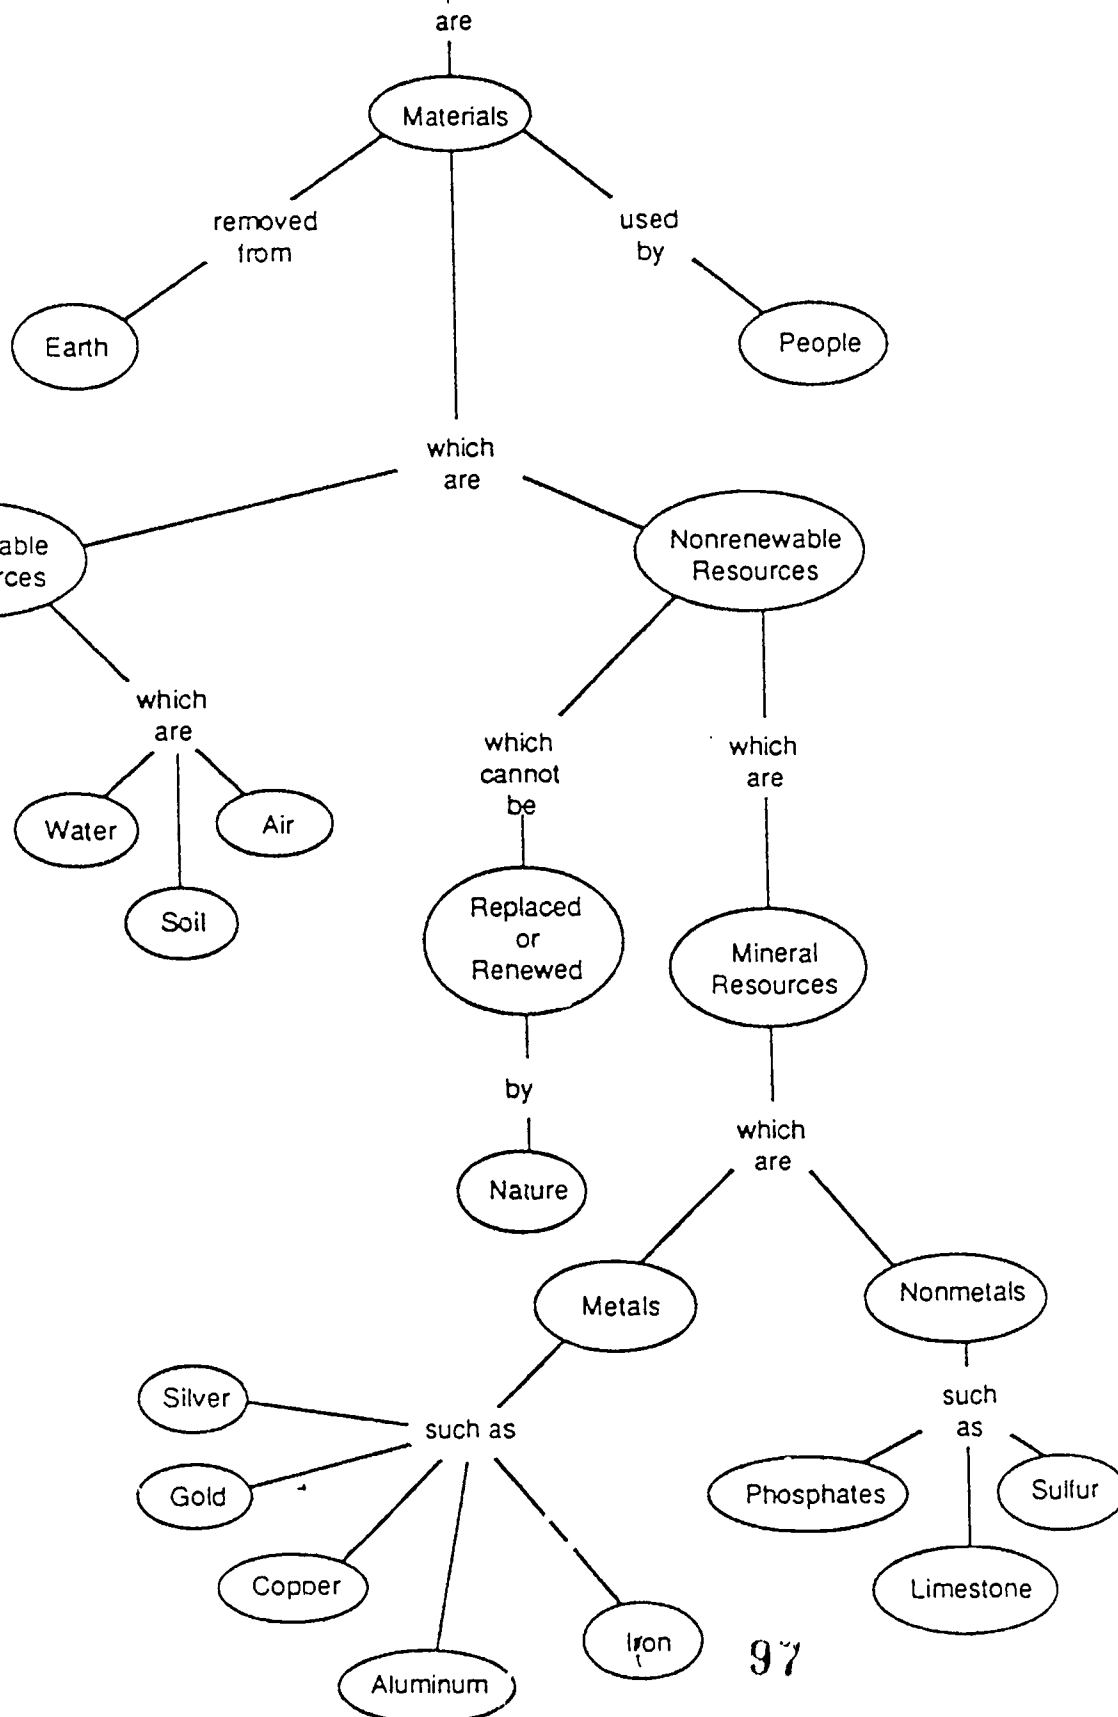 are
Materials
removed
from
used
by
Earth
People
which
are
able
rces
Nonrenewable
Resources
which
are
Water
Air
Soil
which
cannot
be
which
are
Replaced
or
Renewed
Mineral
Resources
by
Nature
which
are
Metals
Nonmetals
Silver
such as
such
as
Gold
Phosphates
Sulfur
Copper
Limestone
Iron
Aluminum
97